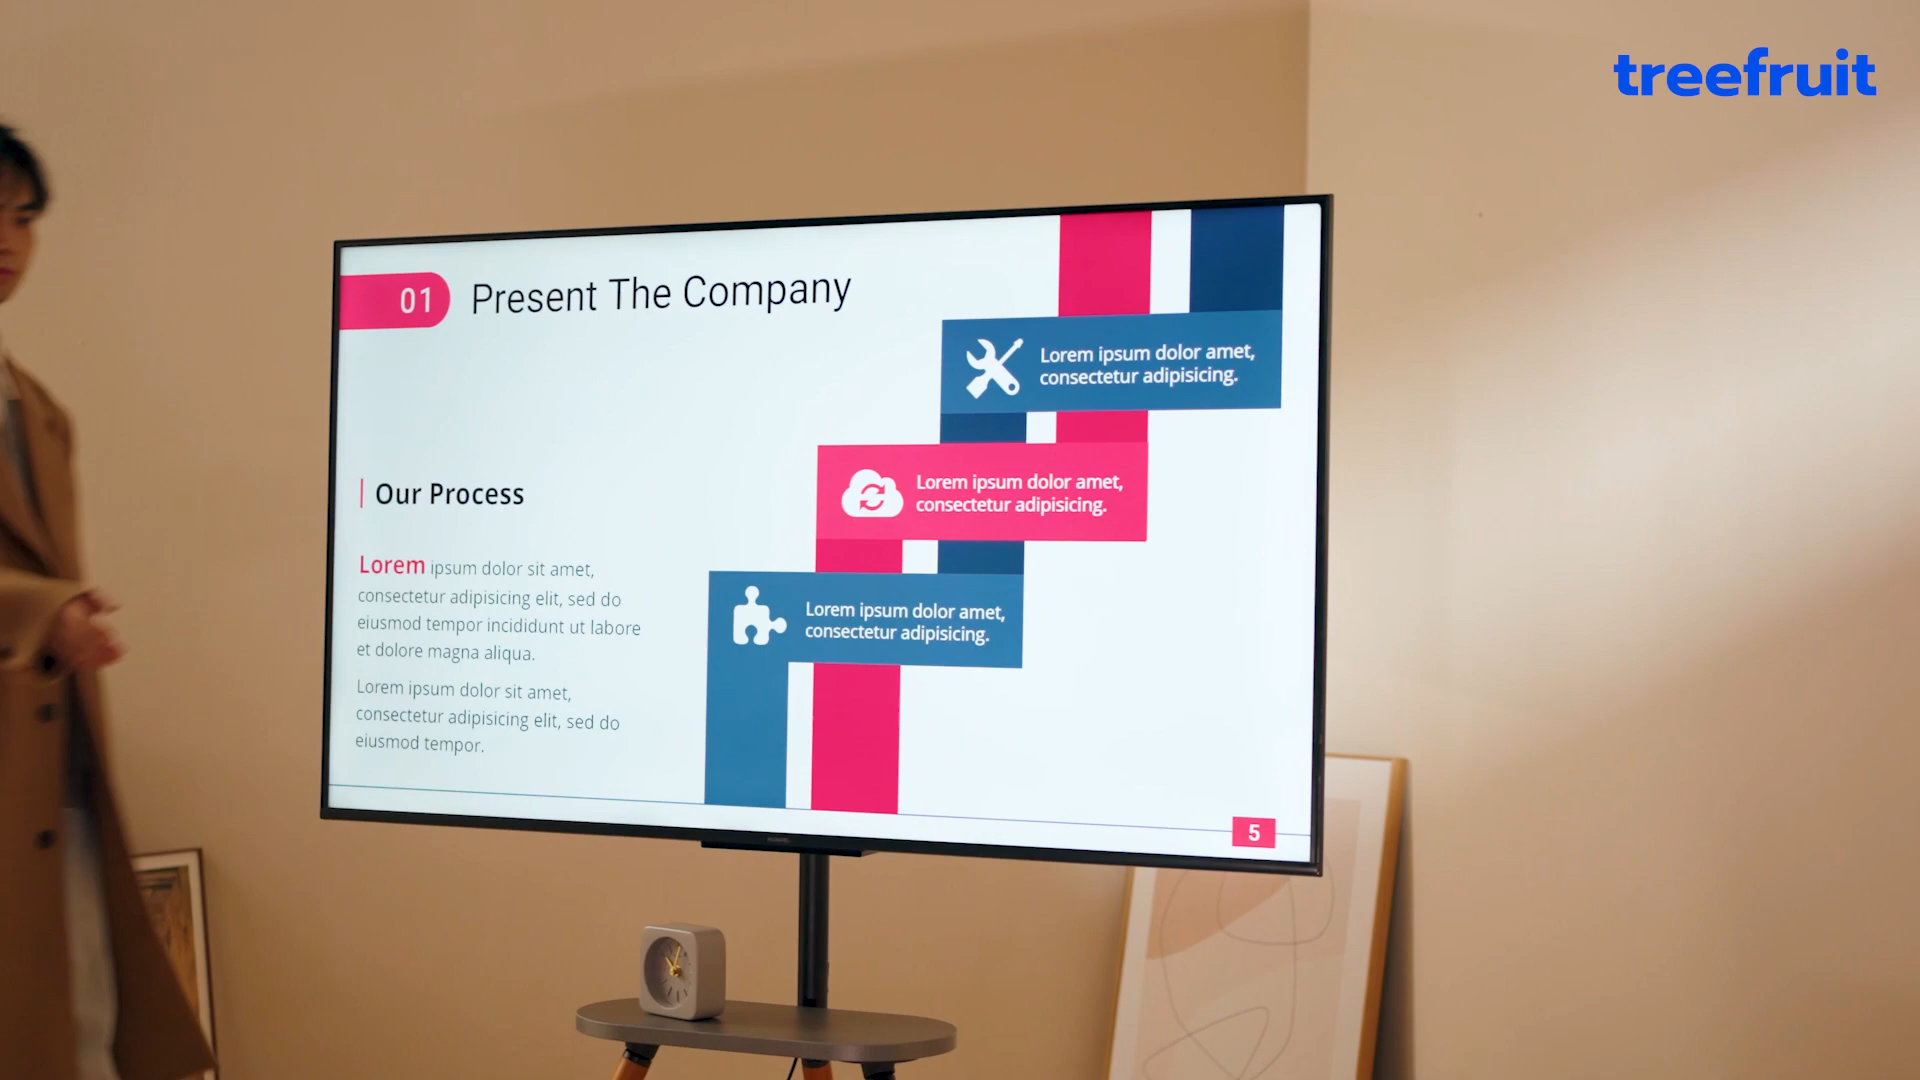 treefruit
01 Present The Company
Lorem ipsum dolor amet,
consectetur adipisicing.
Lorem ipsum dolor amet,
consectetur adipisicing.
Lorem ipsum dolor amet,
consectetur adipisicing.
Our Process
Lorem ipsum dolor sit amet,
consectetur adipisicing elit, sed do
eiusmod tempor incididunt ut labore
et dolore magna aliqua.
Lorem ipsum dolor sit amet,
consectetur adipisicing elit, sed do
eiusmod tempor.
5